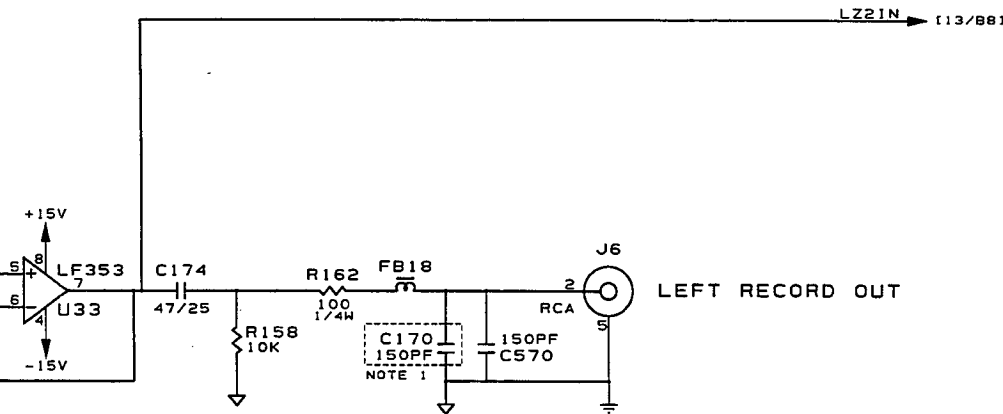 LZ2IN
[13/B8]
+15V
8
5
+
LF353
7
6
−
U33
4
-15V
C174
47/25
R158
10K
R162
100
1/4W
FB18
C170
150PF
NOTE 1
150PF
C570
J6
2
RCA
5
LEFT RECORD OUT